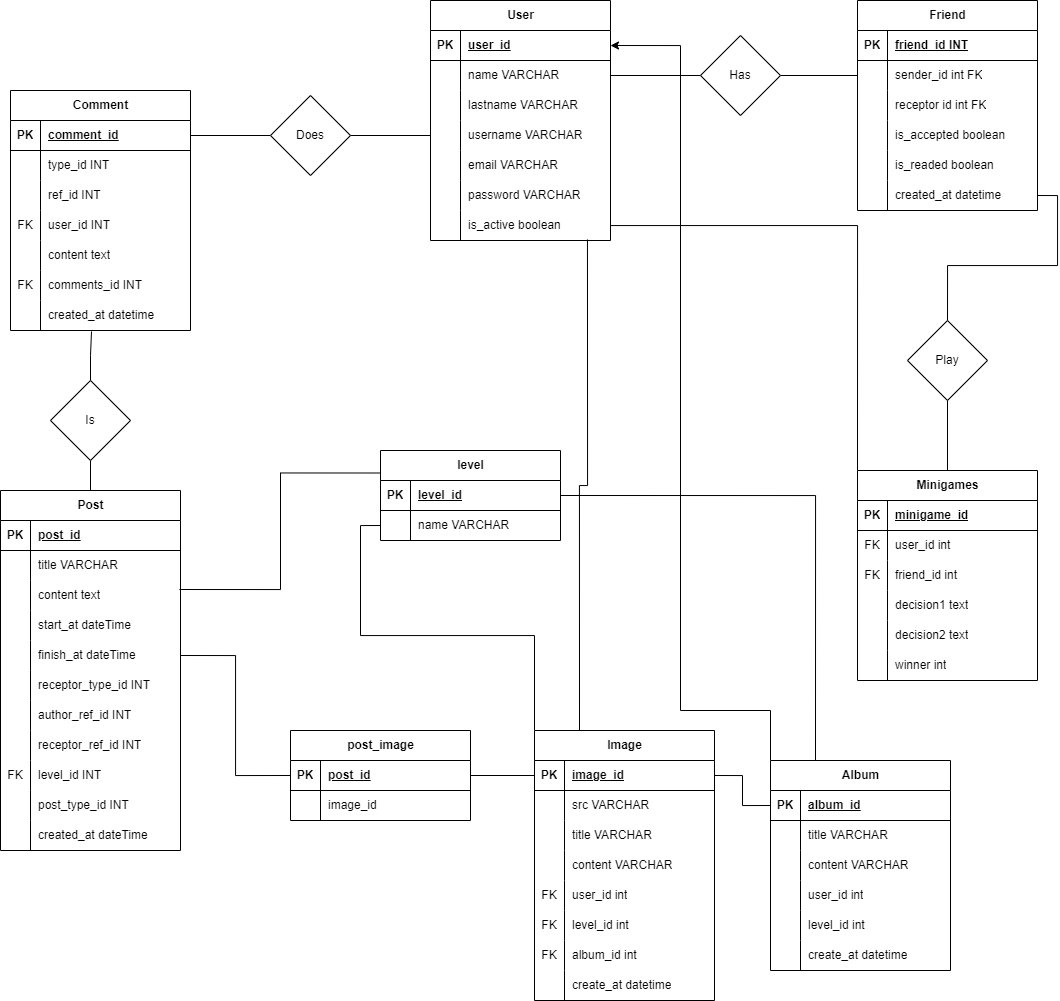 User
PK user_id
name VARCHAR
lastname VARCHAR
username VARCHAR
email VARCHAR
password VARCHAR
is_active boolean
Has
Friend
PK friend_id INT
sender_id int FK
receptor id int FK
is_accepted boolean
is_readed boolean
created_at datetime
Comment
PK comment_id
type_id INT
ref_id INT
FK user_id INT
content text
FK comments_id INT
created_at datetime
Does
Play
Is
level
PK level_id
name VARCHAR
Minigames
PK minigame_id
FK user_id int
FK friend_id int
decision1 text
decision2 text
winner int
Post
PK post_id
title VARCHAR
content text
start_at dateTime
finish_at dateTime
receptor_type_id INT
author_ref_id INT
receptor_ref_id INT
FK level_id INT
post_type_id INT
created_at dateTime
post_image
PK post_id
image_id
Image
PK image_id
src VARCHAR
title VARCHAR
content VARCHAR
FK user_id int
FK level_id int
FK album_id int
create_at datetime
Album
PK album_id
title VARCHAR
content VARCHAR
user_id int
level_id int
create_at datetime